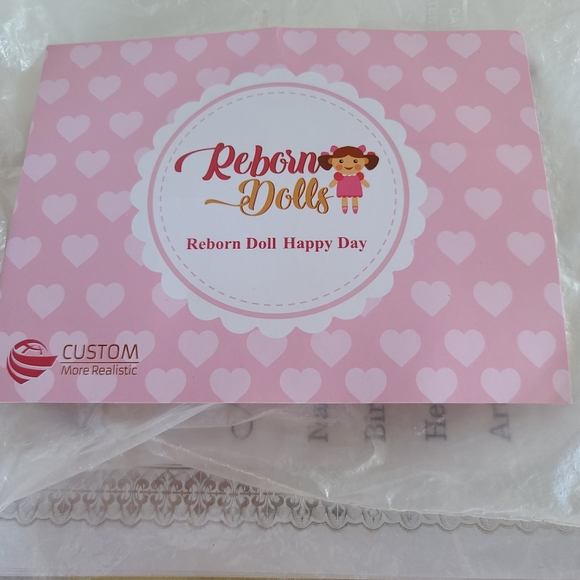 Reborn
Dolls
Reborn Doll Happy Day
CUSTOM
More Realistic